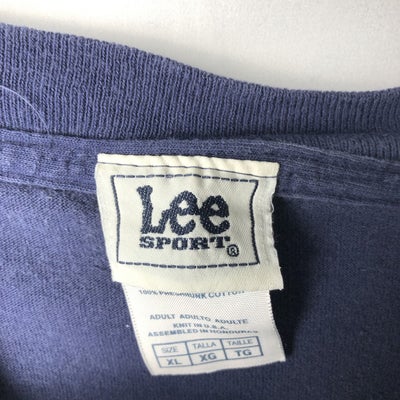 Lee
SPORT®
100% PRESHRUNK COTTON
ADULT ADULTO ADULTE
KNIT IN U.S.A.
ASSEMBLED IN HONDURAS
SIZE TALLA TAILLE
XL XG TG